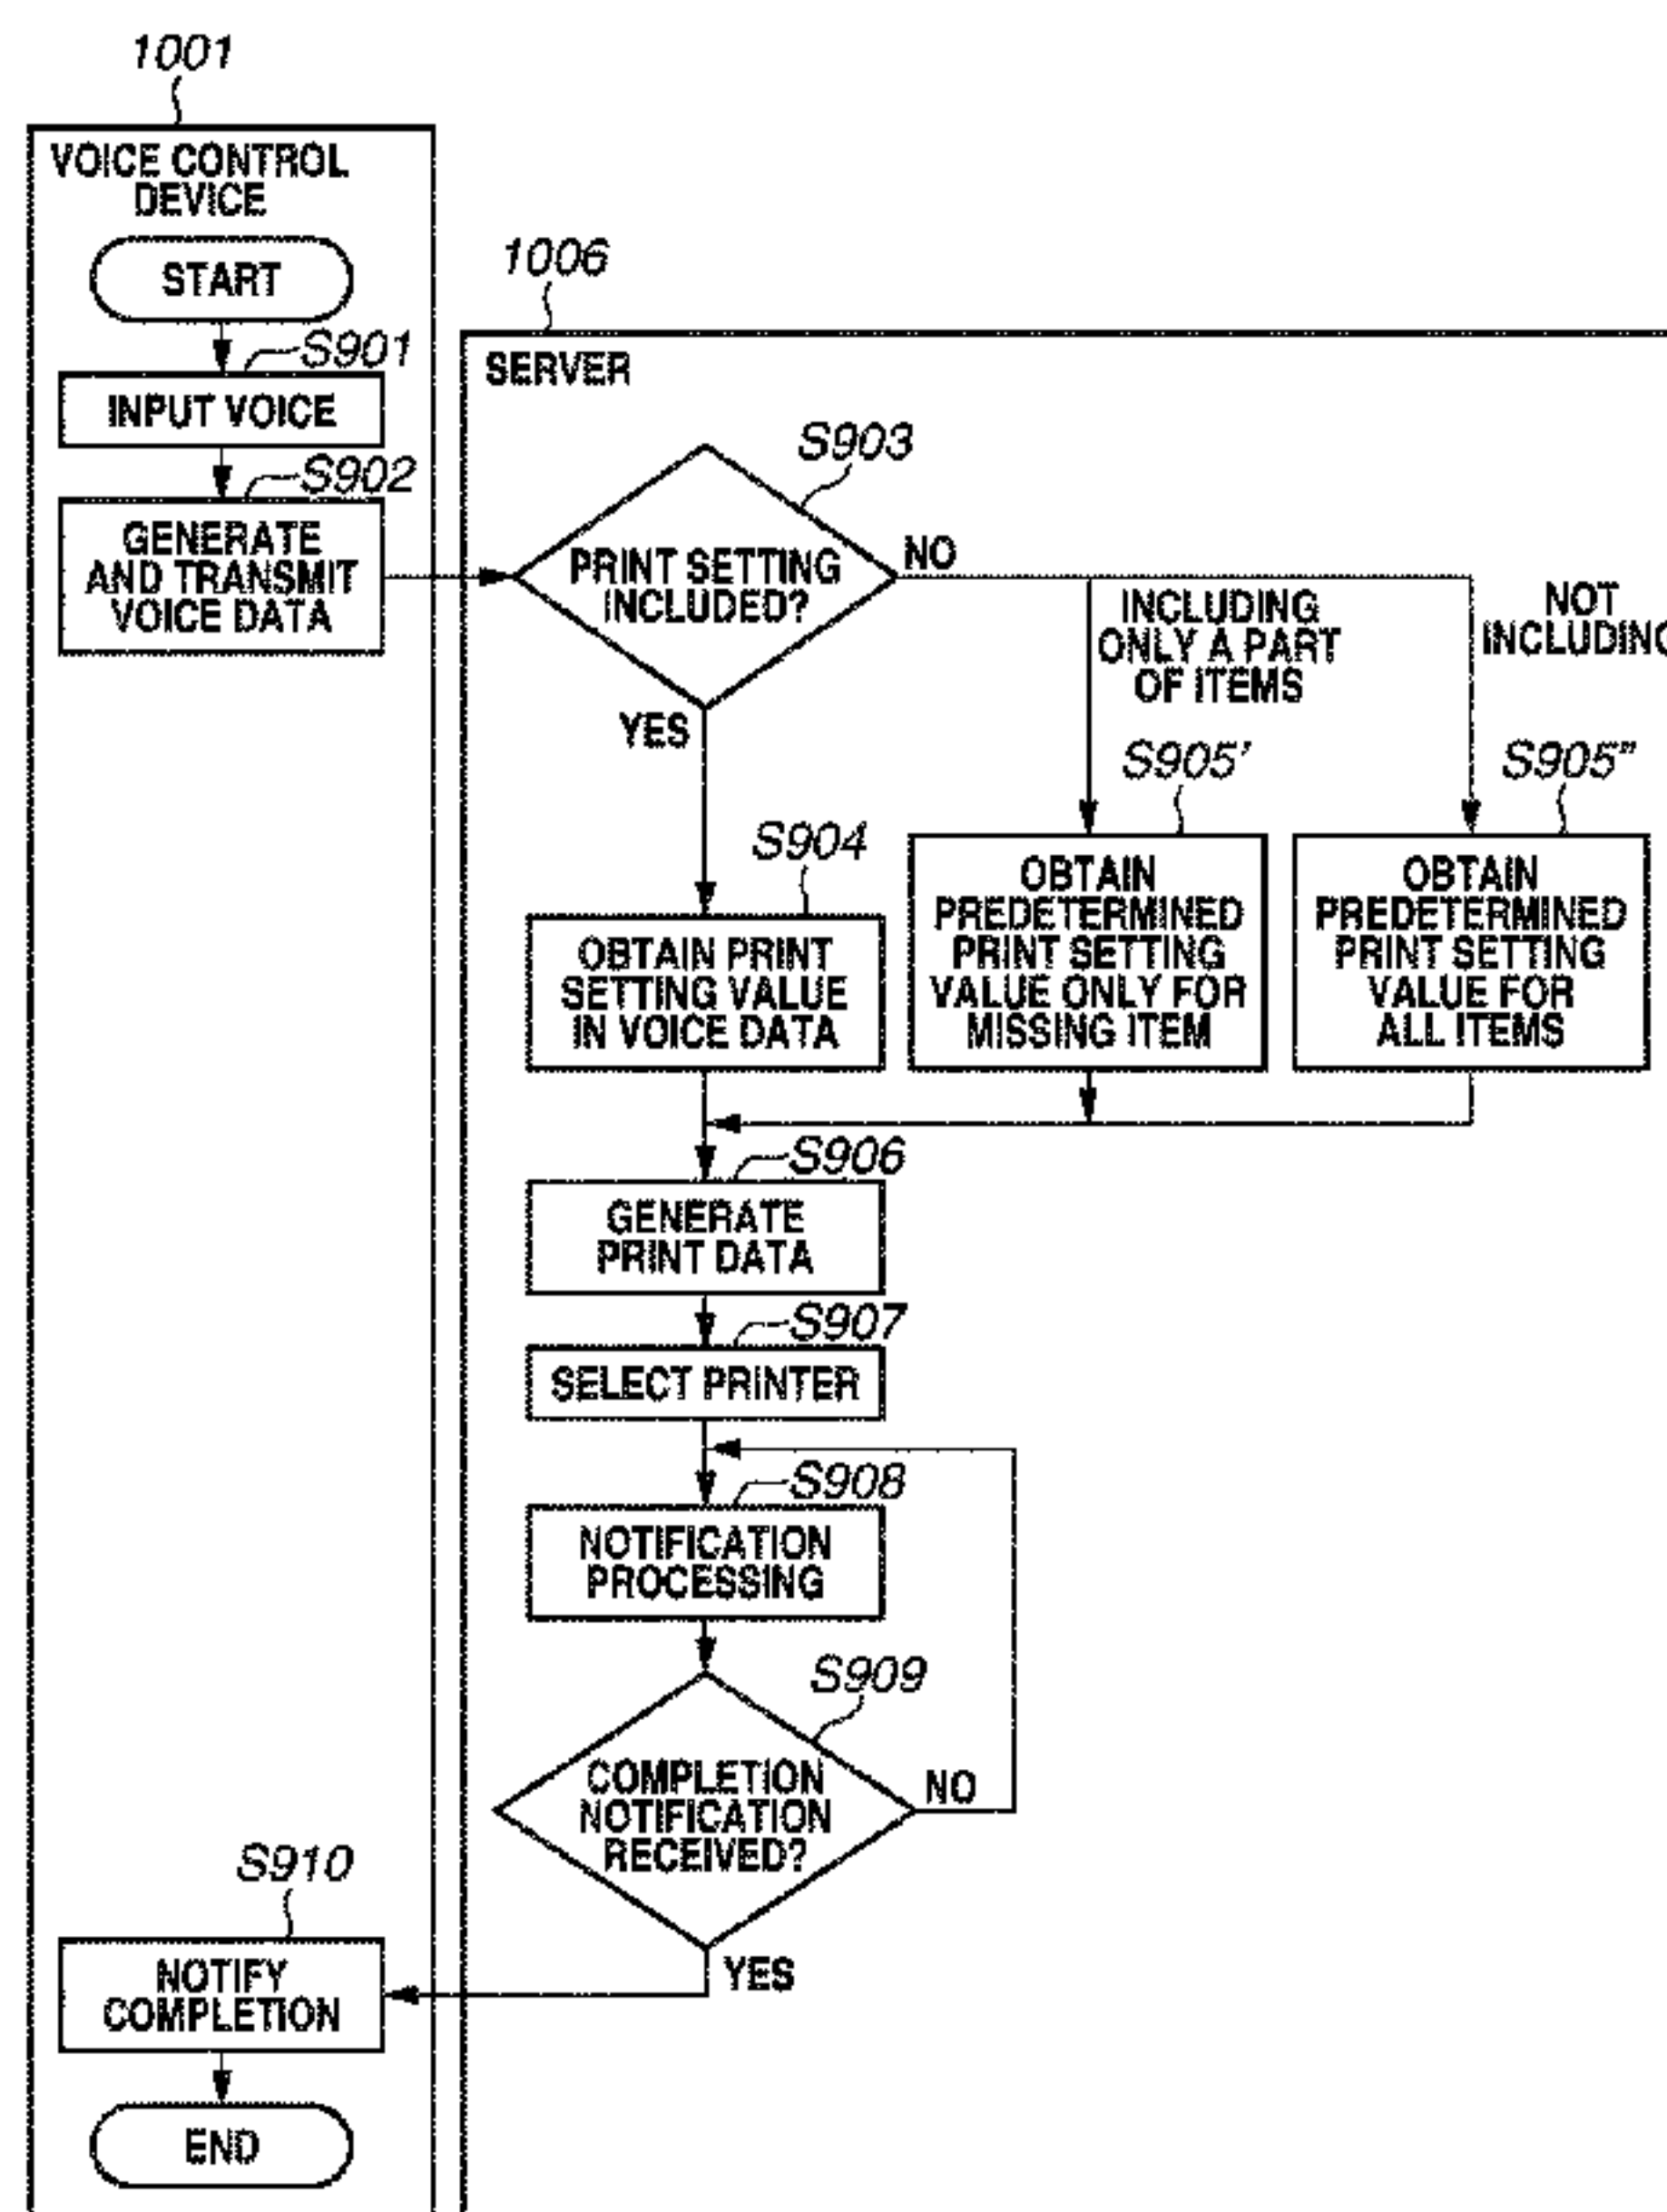 1001
VOICE CONTROL
DEVICE
START
S901
INPUT VOICE
S902
GENERATE
AND TRANSMIT
VOICE DATA
1006
SERVER
S903
PRINT SETTING
INCLUDED?
NO
INCLUDING
ONLY A PART
OF ITEMS
NOT
INCLUDING
YES
S904
OBTAIN PRINT
SETTING VALUE
IN VOICE DATA
S905'
OBTAIN
PREDETERMINED
PRINT SETTING
VALUE ONLY FOR
MISSING ITEM
S905"
OBTAIN
PREDETERMINED
PRINT SETTING
VALUE FOR
ALL ITEMS
S906
GENERATE
PRINT DATA
S907
SELECT PRINTER
S908
NOTIFICATION
PROCESSING
S909
COMPLETION
NOTIFICATION
RECEIVED?
NO
YES
S910
NOTIFY
COMPLETION
END